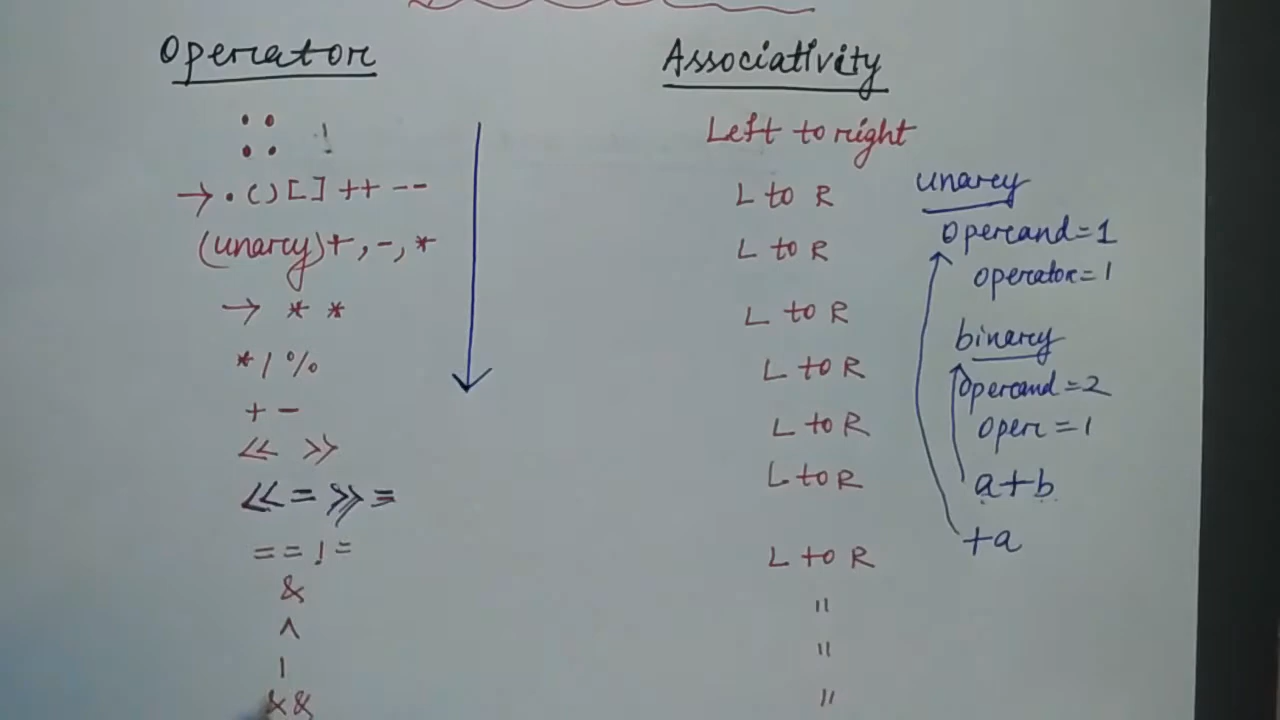 Operator Associativity
:: ! Left to right
→ . () [ ] ++ -- L to R
(unary) +, -, * L to R
→ * * L to R
* / % L to R
+ - L to R
<< >> L to R
<< = >> =
== != L to R
& "
^ "
| "
&& "
unary
operand = 1
operator = 1
binary
operand = 2
oper = 1
a+b
+a